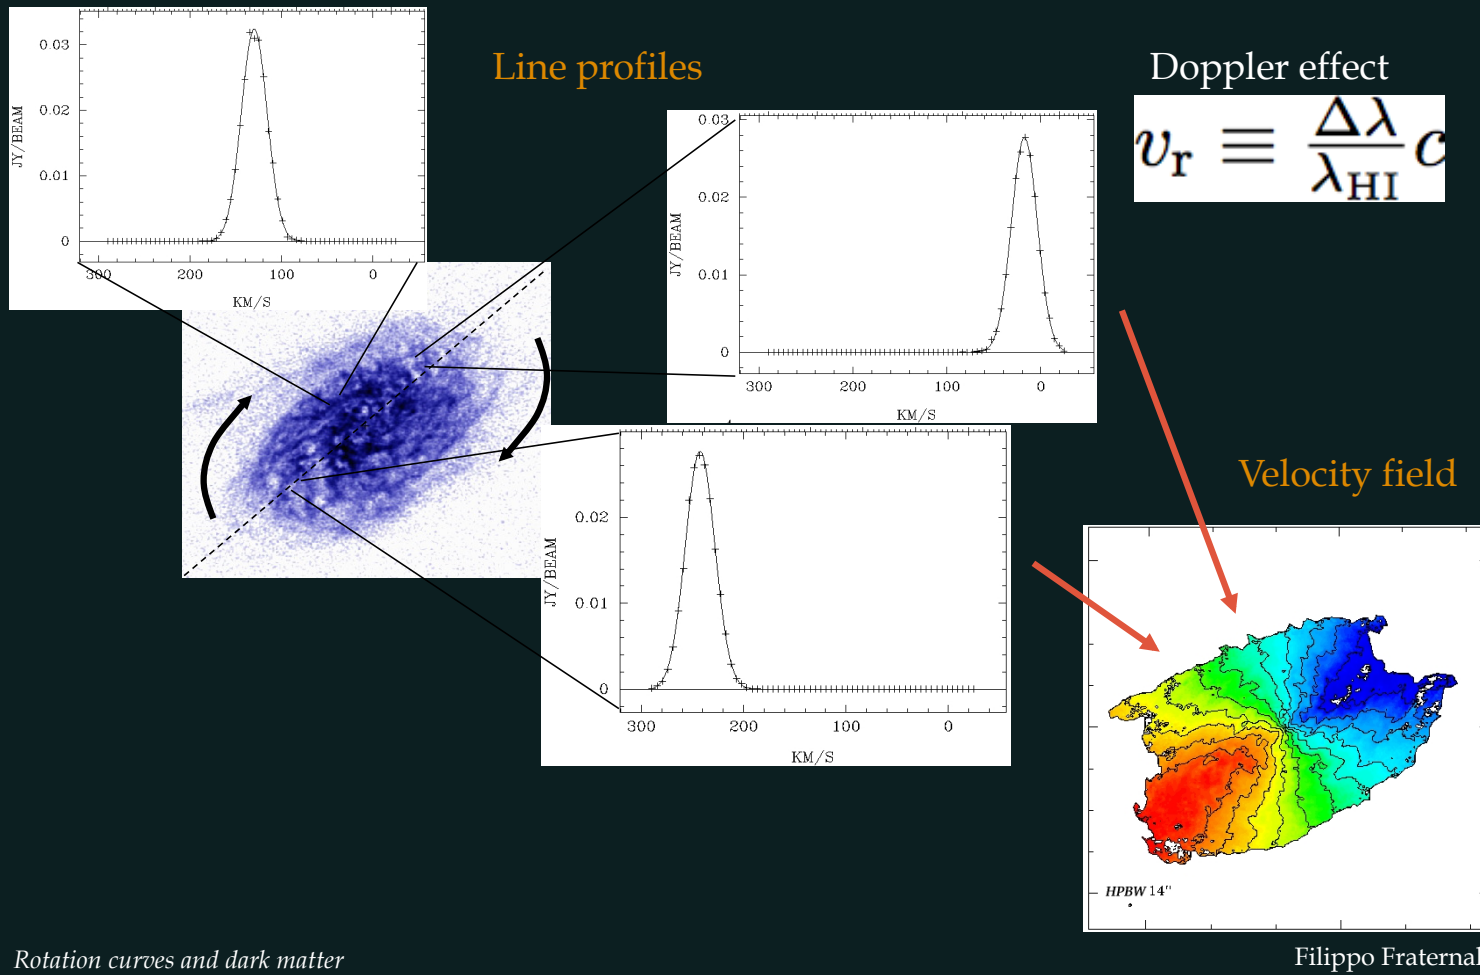 Line profiles
Doppler effect
v_r ≡ Δλ/λ_HI c
0.03
0.02
0.01
0
JY/BEAM
300 200 100 0
KM/S
0.03
0.02
0.01
0
JY/BEAM
300 200 100 0
KM/S
0.02
0.01
0
JY/BEAM
300 200 100 0
KM/S
Velocity field
HPBW 14"
Rotation curves and dark matter
Filippo Fraternal